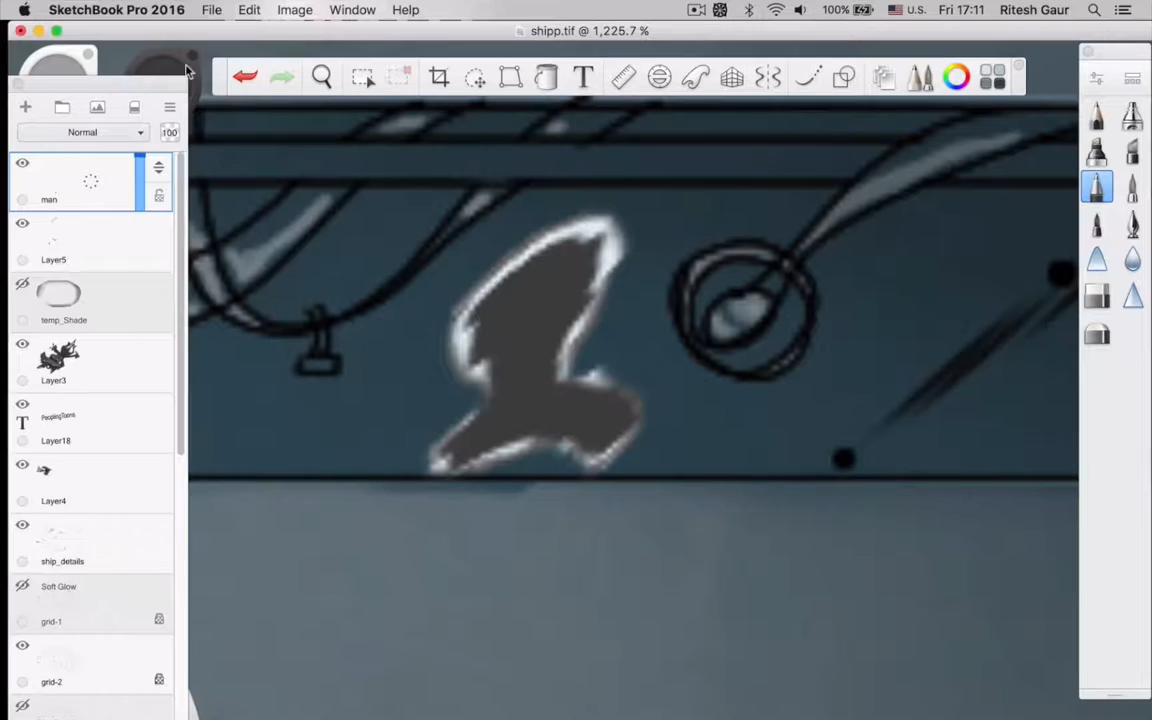 SketchBook Pro 2016 File Edit Image Window Help 100% U.S. Fri 17:11 Ritesh Gaur
shipp.tif @ 1,225.7 %
T
Normal 100
man
Layer5
temp_Shade
Layer3
PeopingToons
T
Layer18
Layer4
ship_details
Soft Glow
grid-1
grid-2